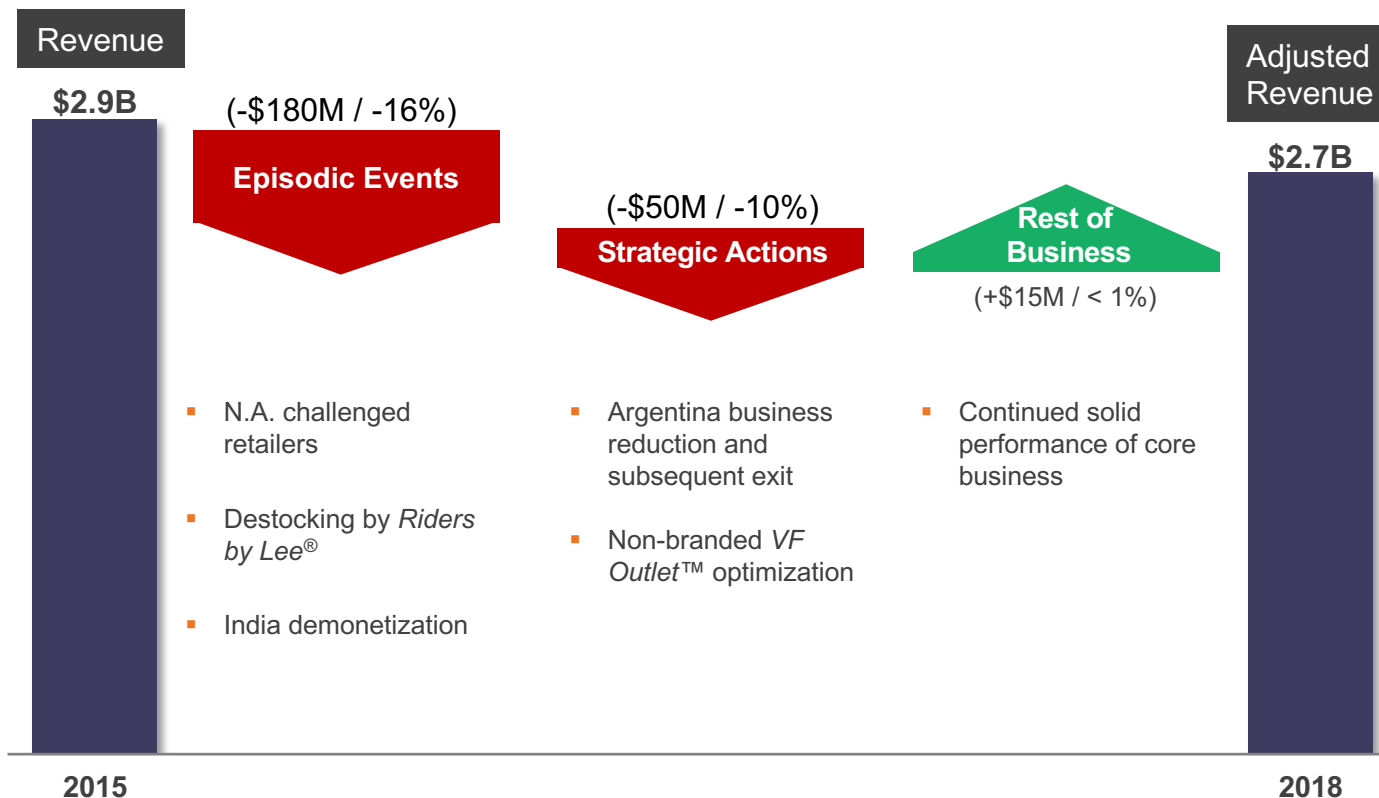 Revenue
$2.9B
(-$180M / -16%)
Episodic Events
(-$50M / -10%)
Strategic Actions
Rest of
Business
(+$15M / < 1%)
Adjusted
Revenue
$2.7B
▪ N.A. challenged
retailers
▪ Destocking by Riders
by Lee®
▪ India demonetization
▪ Argentina business
reduction and
subsequent exit
▪ Non-branded VF
Outlet™ optimization
▪ Continued solid
performance of core
business
2015
2018